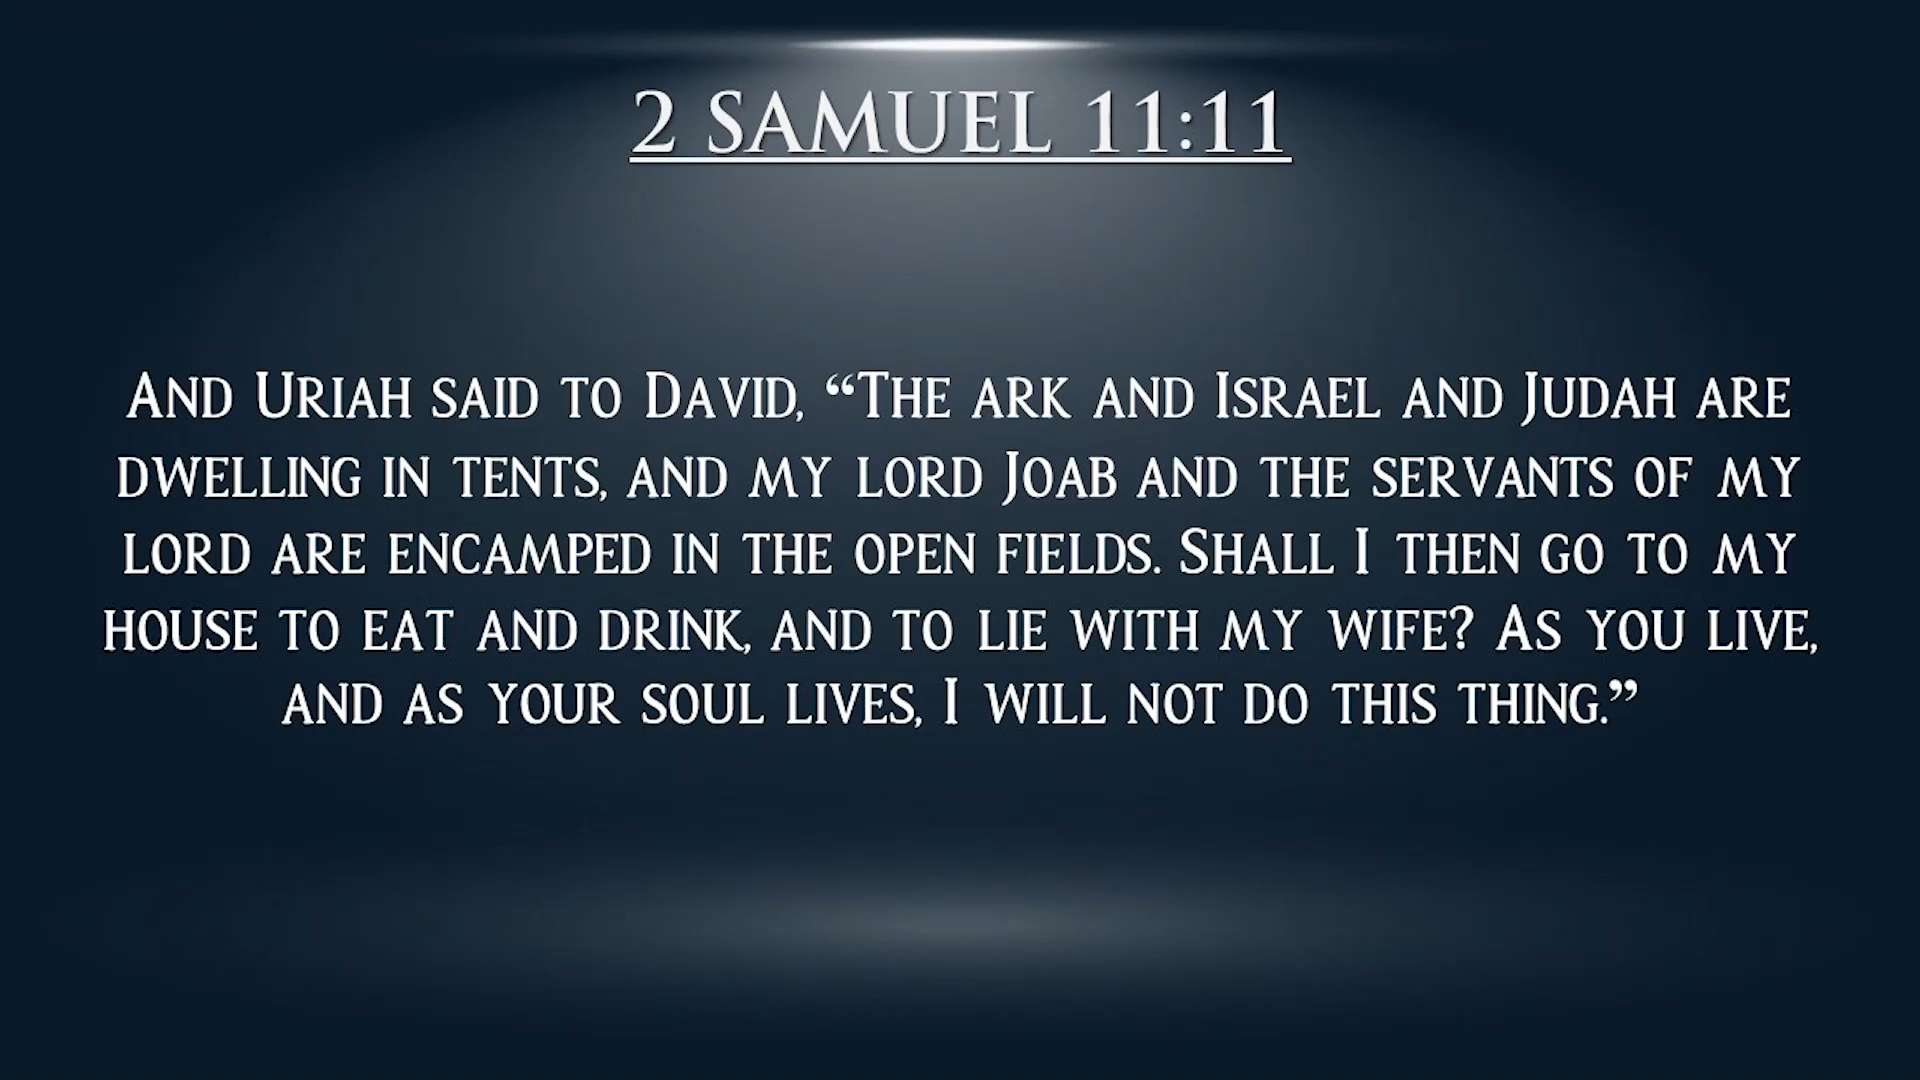 2 SAMUEL 11:11
And Uriah said to David, “The ark and Israel and Judah are
dwelling in tents, and my lord Joab and the servants of my
lord are encamped in the open fields. Shall I then go to my
house to eat and drink, and to lie with my wife? As you live,
and as your soul lives, I will not do this thing.”